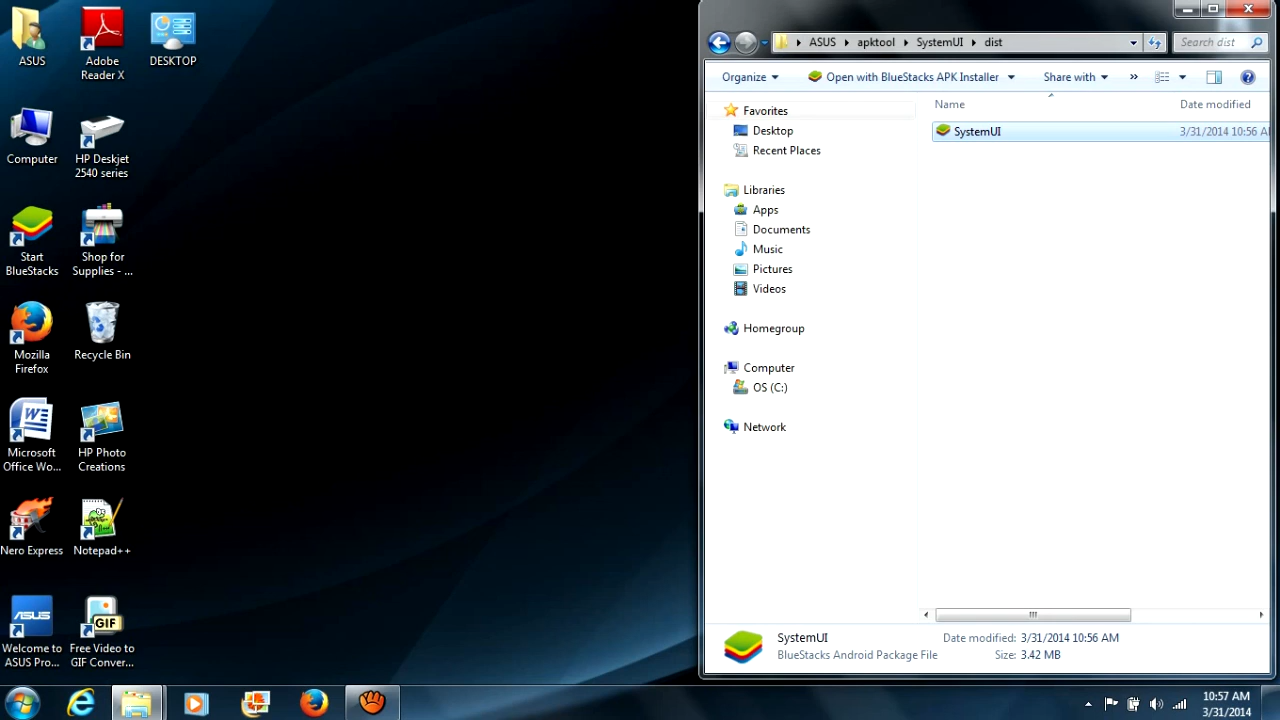 ASUS
Adobe
Reader X
DESKTOP
Computer
HP Deskjet
2540 series
Start
BlueStacks
Shop for
Supplies - ...
Mozilla
Firefox
Recycle Bin
Microsoft
Office Wo...
HP Photo
Creations
Nero Express
Notepad++
ASUS
GIF
Welcome to
ASUS Pro...
Free Video to
GIF Conver...
ASUS
apktool
SystemUI
dist
Search dist
Organize
Open with BlueStacks APK Installer
Share with
»
Favorites
Desktop
Recent Places
Libraries
Apps
Documents
Music
Pictures
Videos
Homegroup
Computer
OS (C:)
Network
Name
Date modified
SystemUI
3/31/2014 10:56 A
SystemUI
Date modified: 3/31/2014 10:56 AM
BlueStacks Android Package File
Size: 3.42 MB
10:57 AM
3/31/2014